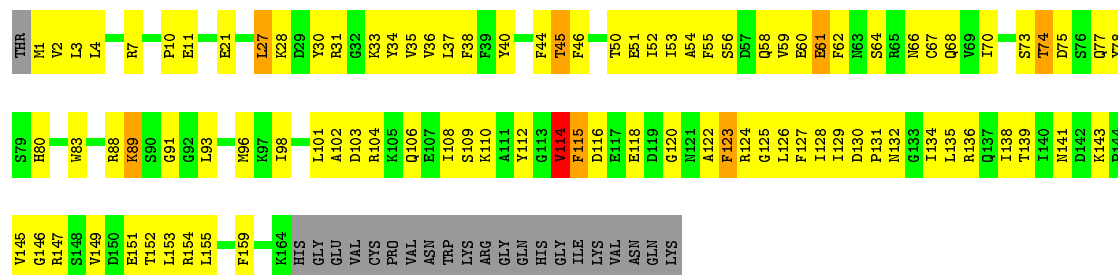 THR M1 V2 L3 L4 R7 P10 E11 E21 L27 K28 D29 Y30 R31 G32 K33 Y34 V35 V36 L37 F38 F39 Y40 F44 T45 F46 T50 E51 I52 I53 A54 F55 S56 D57 Q58 V59 E60 E61 F62 N63 S64 R65 N66 C67 Q68 V69 I70 S73 T74 D75 S76 Q77 Y78
S79 H80 W83 R88 K89 S90 G91 G92 L93 M96 K97 I98 L101 A102 D103 R104 K105 Q106 E107 I108 S109 K110 A111 Y112 G113 V114 F115 D116 E117 E118 D119 G120 N121 A122 F123 R124 G125 L126 F127 I128 I129 D130 P131 N132 G133 I134 L135 R136 Q137 I138 T139 I140 N141 D142 K143 P144
V145 G146 R147 S148 V149 D150 E151 T152 L153 R154 L155 F159 K164 HIS GLY GLU VAL CYS PRO VAL ASN TRP LYS ARG GLY GLN HIS GLY ILE LYS VAL ASN GLN LYS